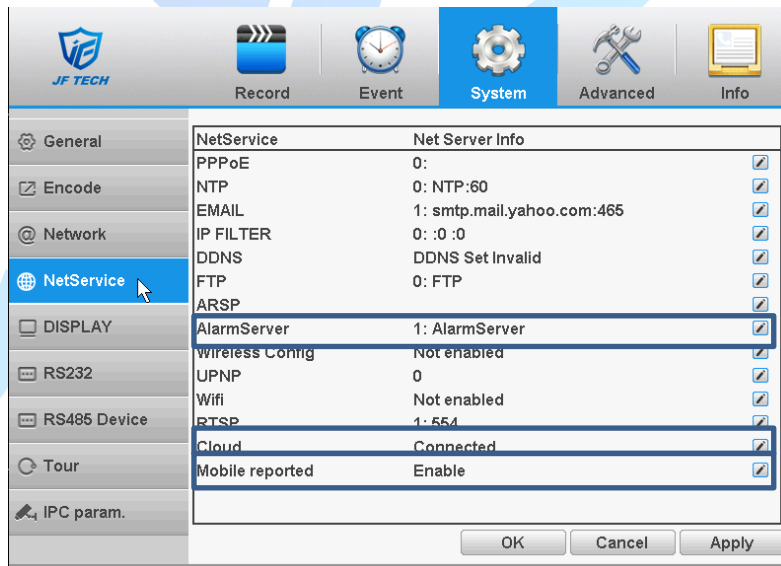 JF TECH
Record Event System Advanced Info
General
Encode
Network
NetService
DISPLAY
RS232
RS485 Device
Tour
IPC param.
NetService Net Server Info
PPPoE 0:
NTP 0: NTP:60
EMAIL 1: smtp.mail.yahoo.com:465
IP FILTER 0: :0 :0
DDNS DDNS Set Invalid
FTP 0: FTP
ARSP
AlarmServer 1: AlarmServer
Wireless Config Not enabled
UPNP 0
Wifi Not enabled
RTSP 1: 554
Cloud Connected
Mobile reported Enable
OK Cancel Apply